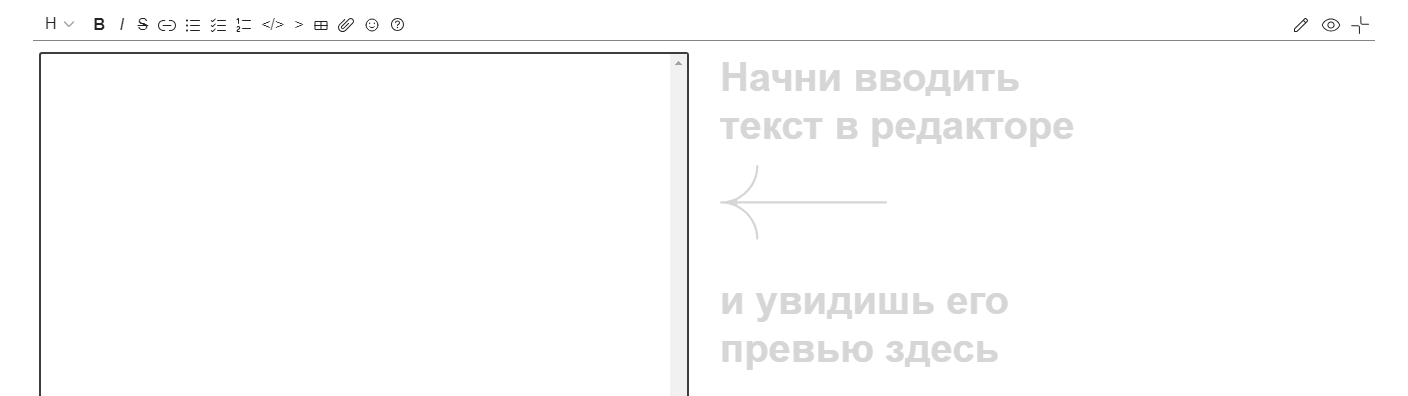 H B I S </> >
Начни вводить
текст в редакторе
и увидишь его
превью здесь